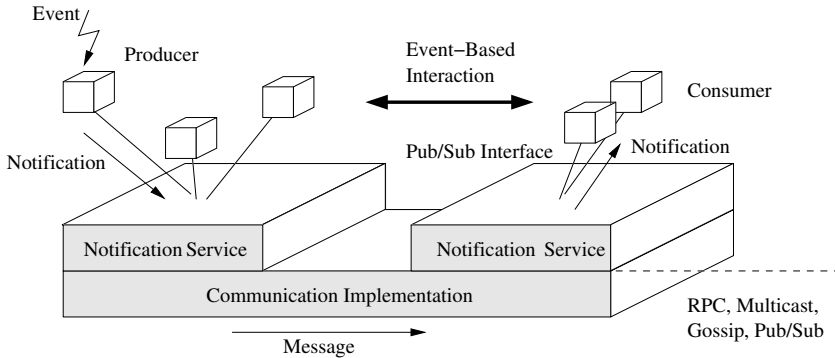 Event
Producer
Event–Based
Interaction
Consumer
Notification
Pub/Sub Interface
Notification
Notification Service
Notification Service
Communication Implementation
RPC, Multicast,
Gossip, Pub/Sub
Message